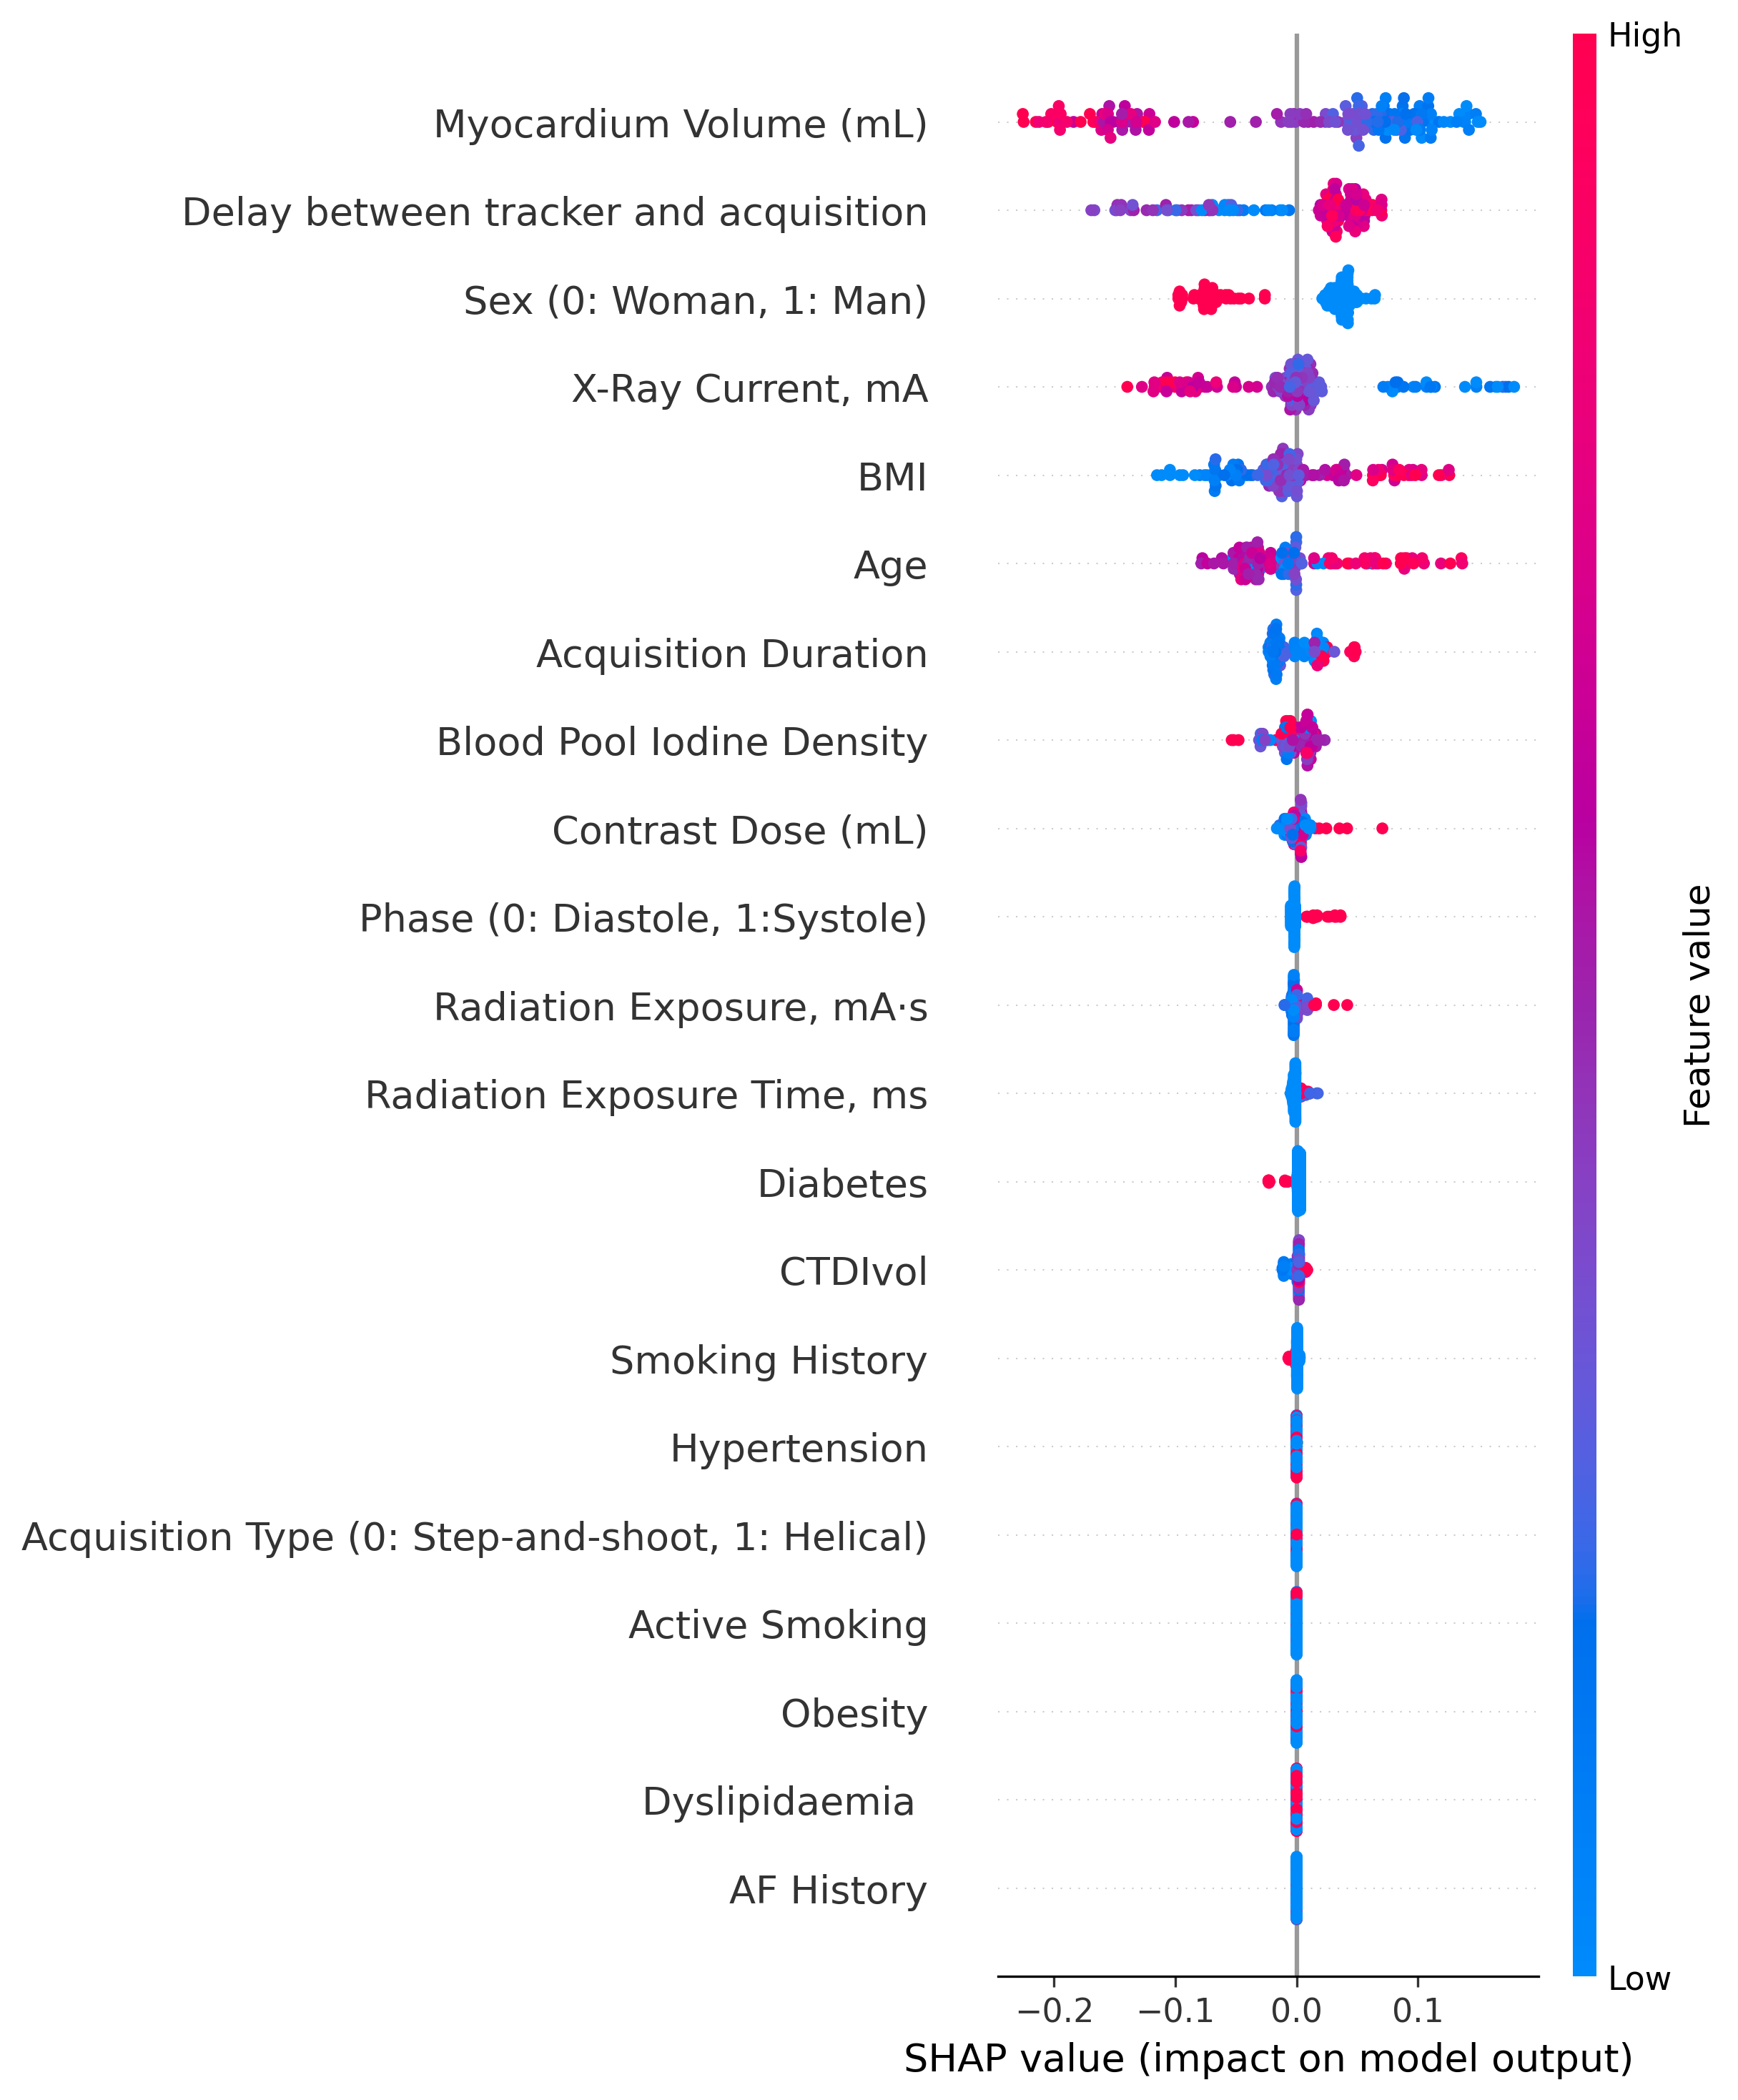 High
Myocardium Volume (mL)
Delay between tracker and acquisition
Sex (0: Woman, 1: Man)
X-Ray Current, mA
BMI
Age
Acquisition Duration
Blood Pool Iodine Density
Contrast Dose (mL)
Phase (0: Diastole, 1:Systole)
Radiation Exposure, mA·s
Radiation Exposure Time, ms
Diabetes
CTDIvol
Smoking History
Hypertension
Acquisition Type (0: Step-and-shoot, 1: Helical)
Active Smoking
Obesity
Dyslipidaemia
AF History
Feature value
Low
−0.2 −0.1 0.0 0.1
SHAP value (impact on model output)